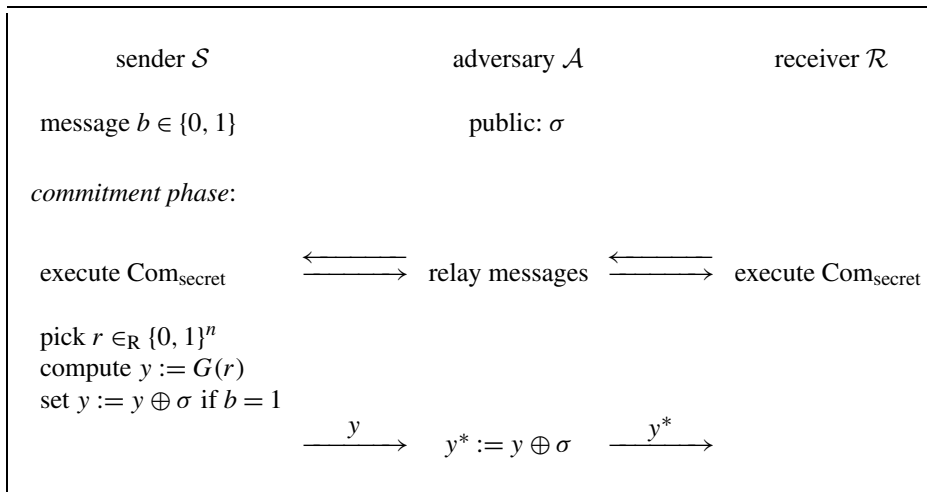 sender 𝒮 adversary 𝒜 receiver ℛ
message b ∈ {0, 1} public: σ
commitment phase:
execute Com_secret relay messages execute Com_secret
pick r ∈_R {0, 1}^n
compute y := G(r)
set y := y ⊕ σ if b = 1
y y* := y ⊕ σ y*